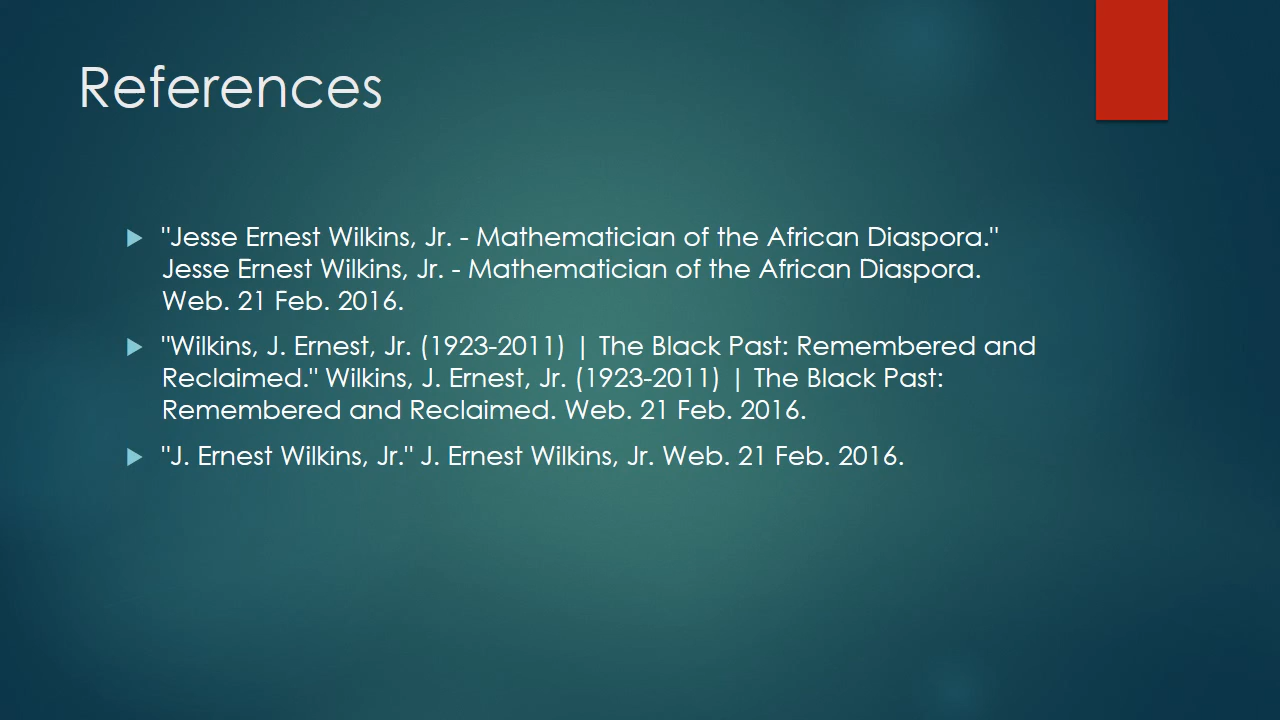 References
"Jesse Ernest Wilkins, Jr. - Mathematician of the African Diaspora."
Jesse Ernest Wilkins, Jr. - Mathematician of the African Diaspora.
Web. 21 Feb. 2016.
"Wilkins, J. Ernest, Jr. (1923-2011) | The Black Past: Remembered and
Reclaimed." Wilkins, J. Ernest, Jr. (1923-2011) | The Black Past:
Remembered and Reclaimed. Web. 21 Feb. 2016.
"J. Ernest Wilkins, Jr." J. Ernest Wilkins, Jr. Web. 21 Feb. 2016.